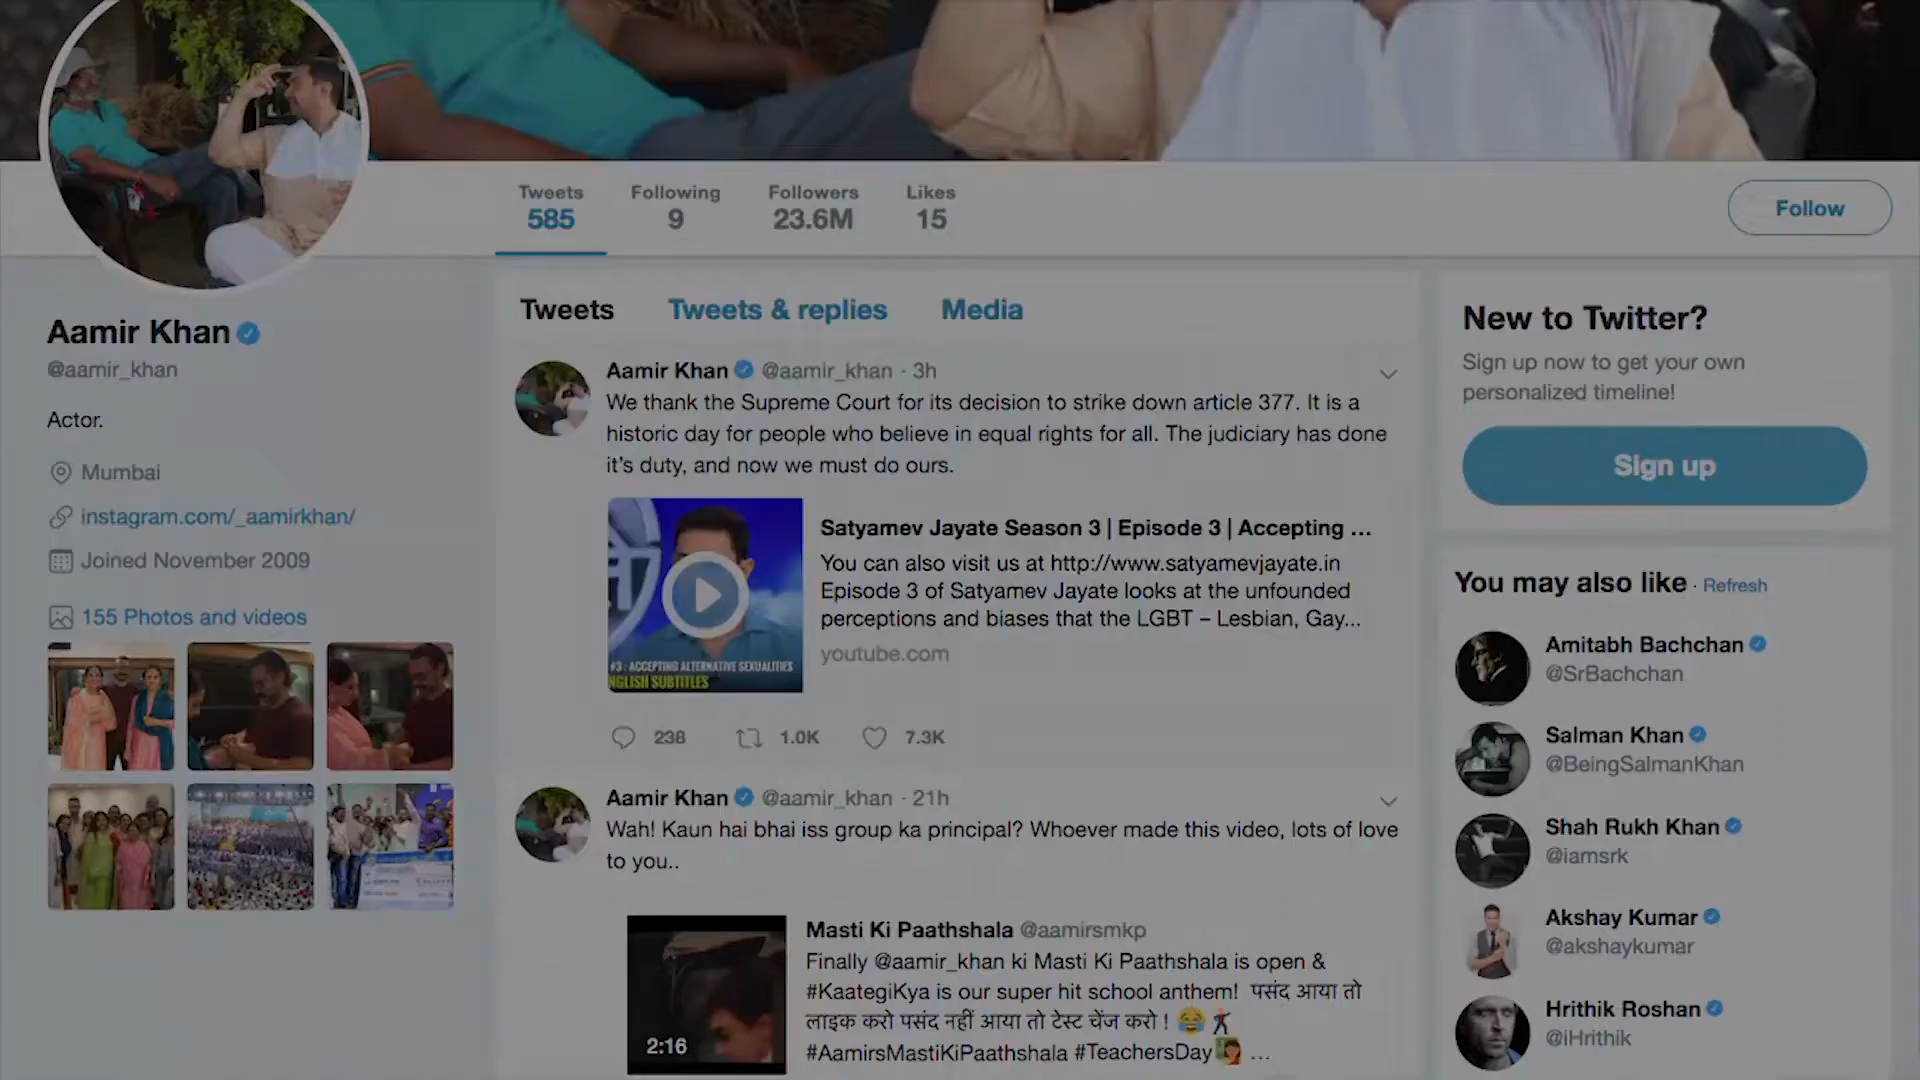 Tweets
585
Following
9
Followers
23.6M
Likes
15
Follow
Aamir Khan
@aamir_khan
Actor.
Mumbai
instagram.com/_aamirkhan/
Joined November 2009
155 Photos and videos
Tweets Tweets & replies Media
Aamir Khan @aamir_khan · 3h
We thank the Supreme Court for its decision to strike down article 377. It is a
historic day for people who believe in equal rights for all. The judiciary has done
it's duty, and now we must do ours.
#3 : ACCEPTING ALTERNATIVE SEXUALITIES
NGLISH SUBTITLES
Satyamev Jayate Season 3 | Episode 3 | Accepting ...
You can also visit us at http://www.satyamevjayate.in
Episode 3 of Satyamev Jayate looks at the unfounded
perceptions and biases that the LGBT – Lesbian, Gay...
youtube.com
238 1.0K 7.3K
Aamir Khan @aamir_khan · 21h
Wah! Kaun hai bhai iss group ka principal? Whoever made this video, lots of love
to you..
2:16
Masti Ki Paathshala @aamirsmkp
Finally @aamir_khan ki Masti Ki Paathshala is open &
#KaategiKya is our super hit school anthem! पसंद आया तो
लाइक करो पसंद नहीं आया तो टेस्ट चेंज करो ! 😂🕺
#AamirsMastiKiPaathshala #TeachersDay ...
New to Twitter?
Sign up now to get your own
personalized timeline!
Sign up
You may also like · Refresh
Amitabh Bachchan
@SrBachchan
Salman Khan
@BeingSalmanKhan
Shah Rukh Khan
@iamsrk
Akshay Kumar
@akshaykumar
Hrithik Roshan
@iHrithik